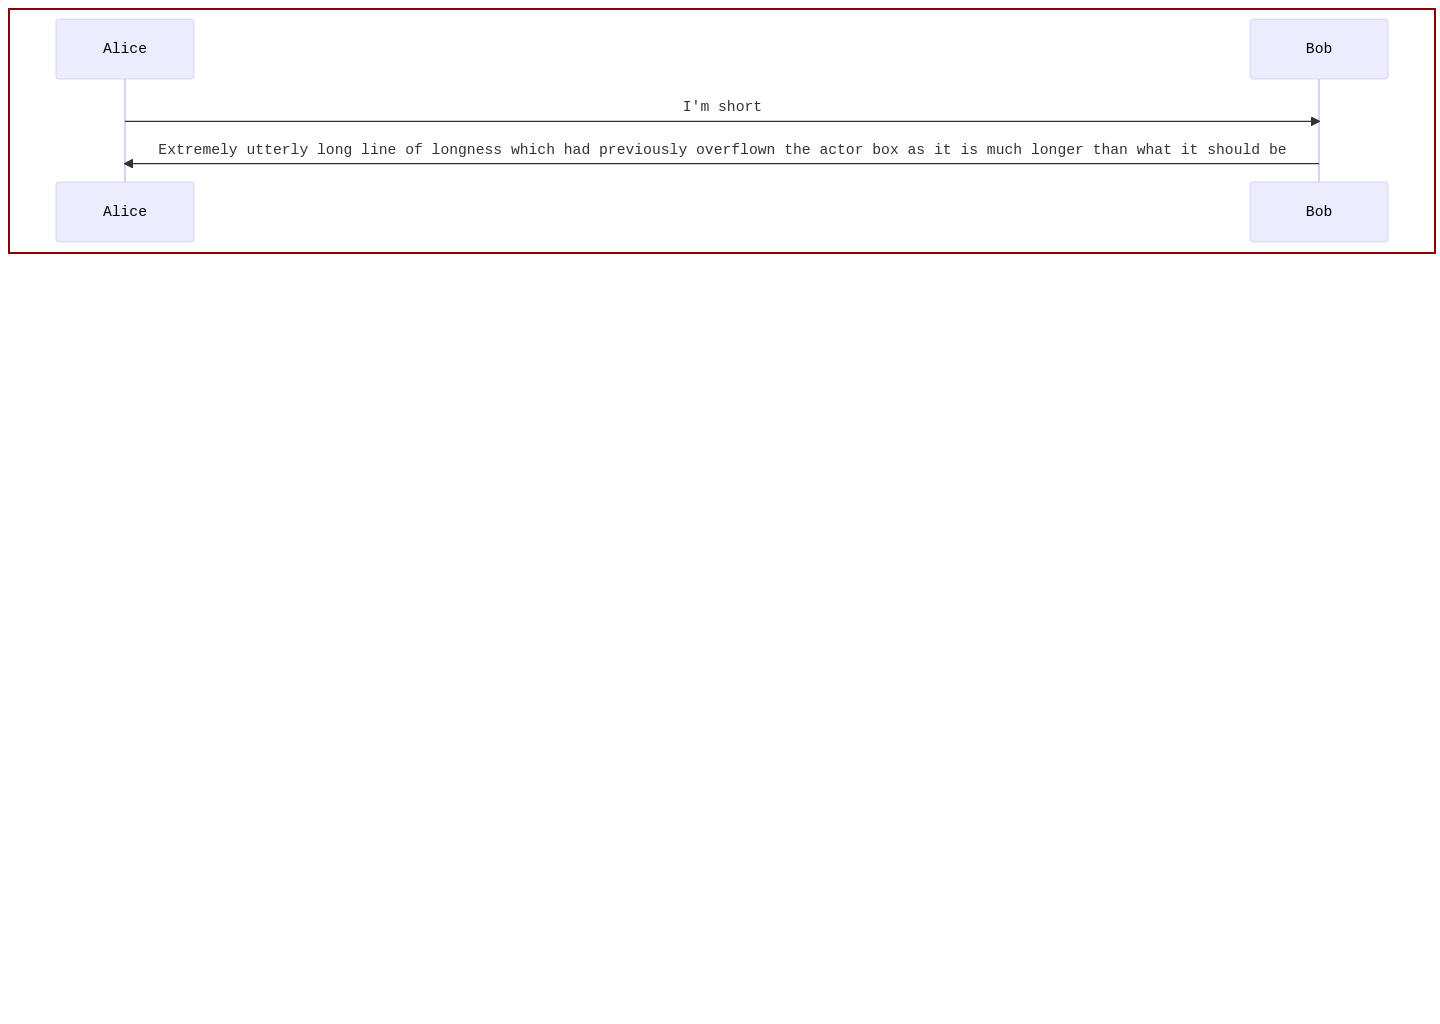 Alice
Bob
I'm short
Extremely utterly long line of longness which had previously overflown the actor box as it is much longer than what it should be
Alice
Bob